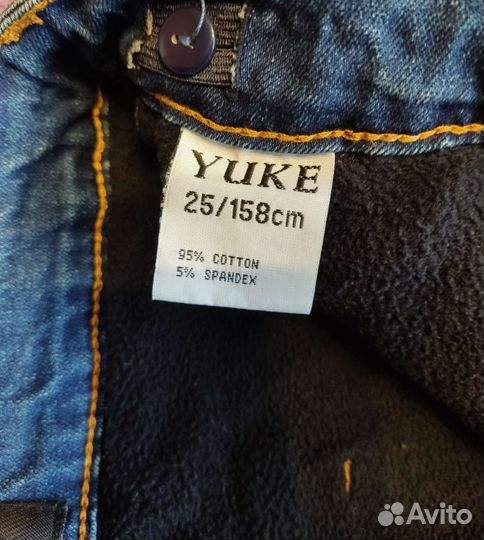 YUKE
25/158cm
95% COTTON
5% SPANDEX
Avito